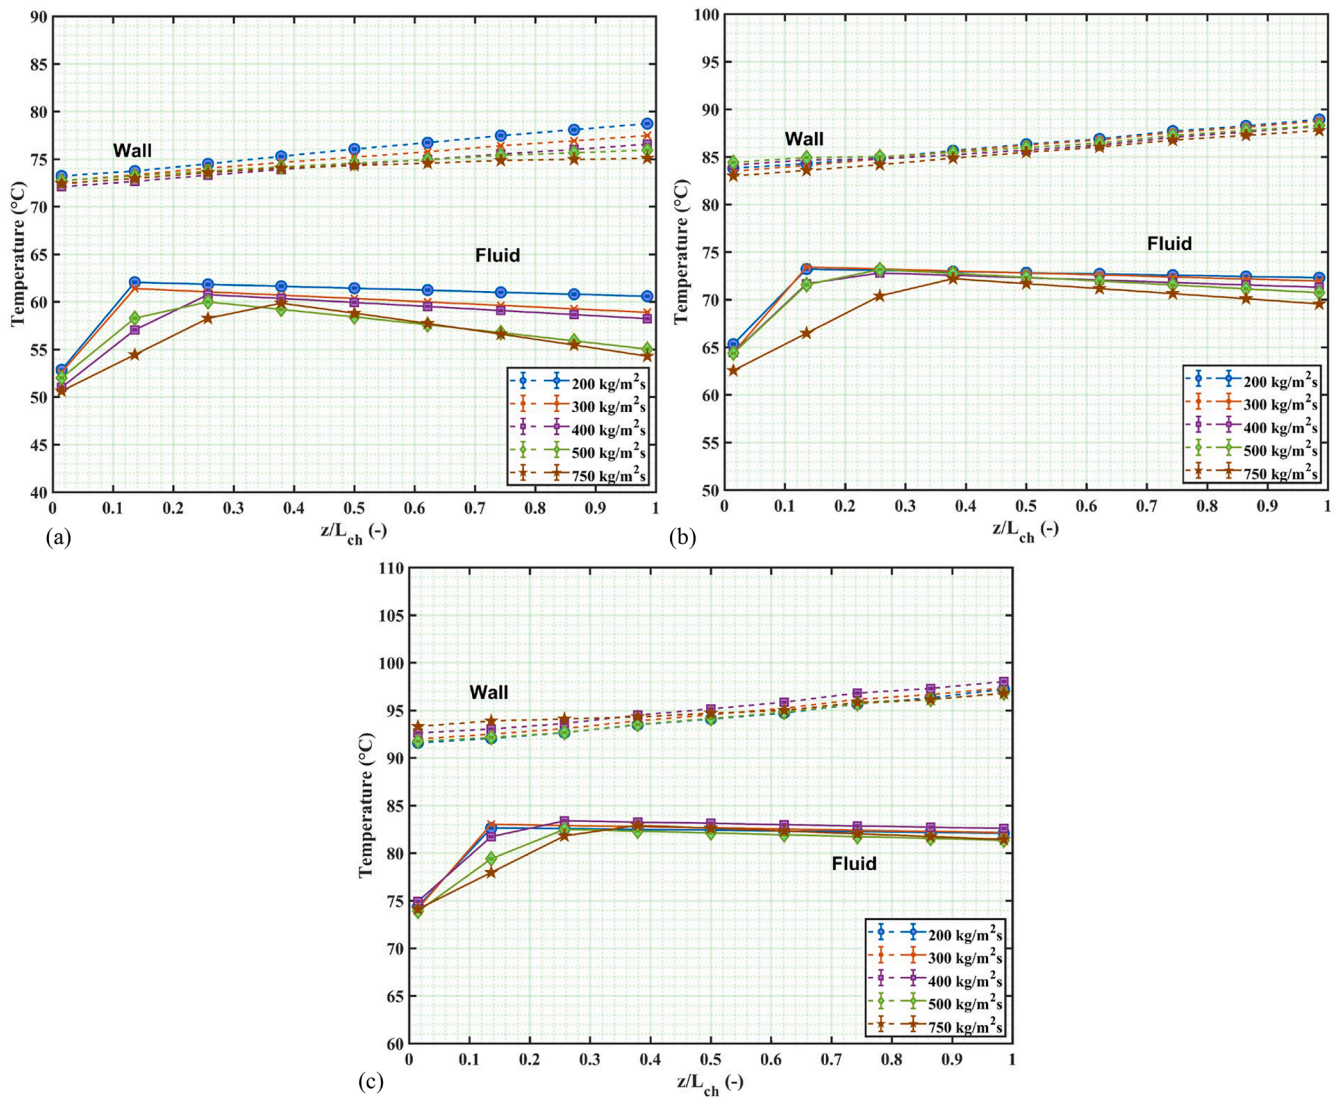 90
85
80
75
70
65
60
55
50
45
40
Temperature (°C)
Wall
Fluid
200 kg/m²s
300 kg/m²s
400 kg/m²s
500 kg/m²s
750 kg/m²s
0 0.1 0.2 0.3 0.4 0.5 0.6 0.7 0.8 0.9 1
z/L_ch (-)
(a)
100
95
90
85
80
75
70
65
60
55
50
Temperature (°C)
Wall
Fluid
200 kg/m²s
300 kg/m²s
400 kg/m²s
500 kg/m²s
750 kg/m²s
0 0.1 0.2 0.3 0.4 0.5 0.6 0.7 0.8 0.9 1
z/L_ch (-)
(b)
110
105
100
95
90
85
80
75
70
65
60
Temperature (°C)
Wall
Fluid
200 kg/m²s
300 kg/m²s
400 kg/m²s
500 kg/m²s
750 kg/m²s
0 0.1 0.2 0.3 0.4 0.5 0.6 0.7 0.8 0.9 1
z/L_ch (-)
(c)